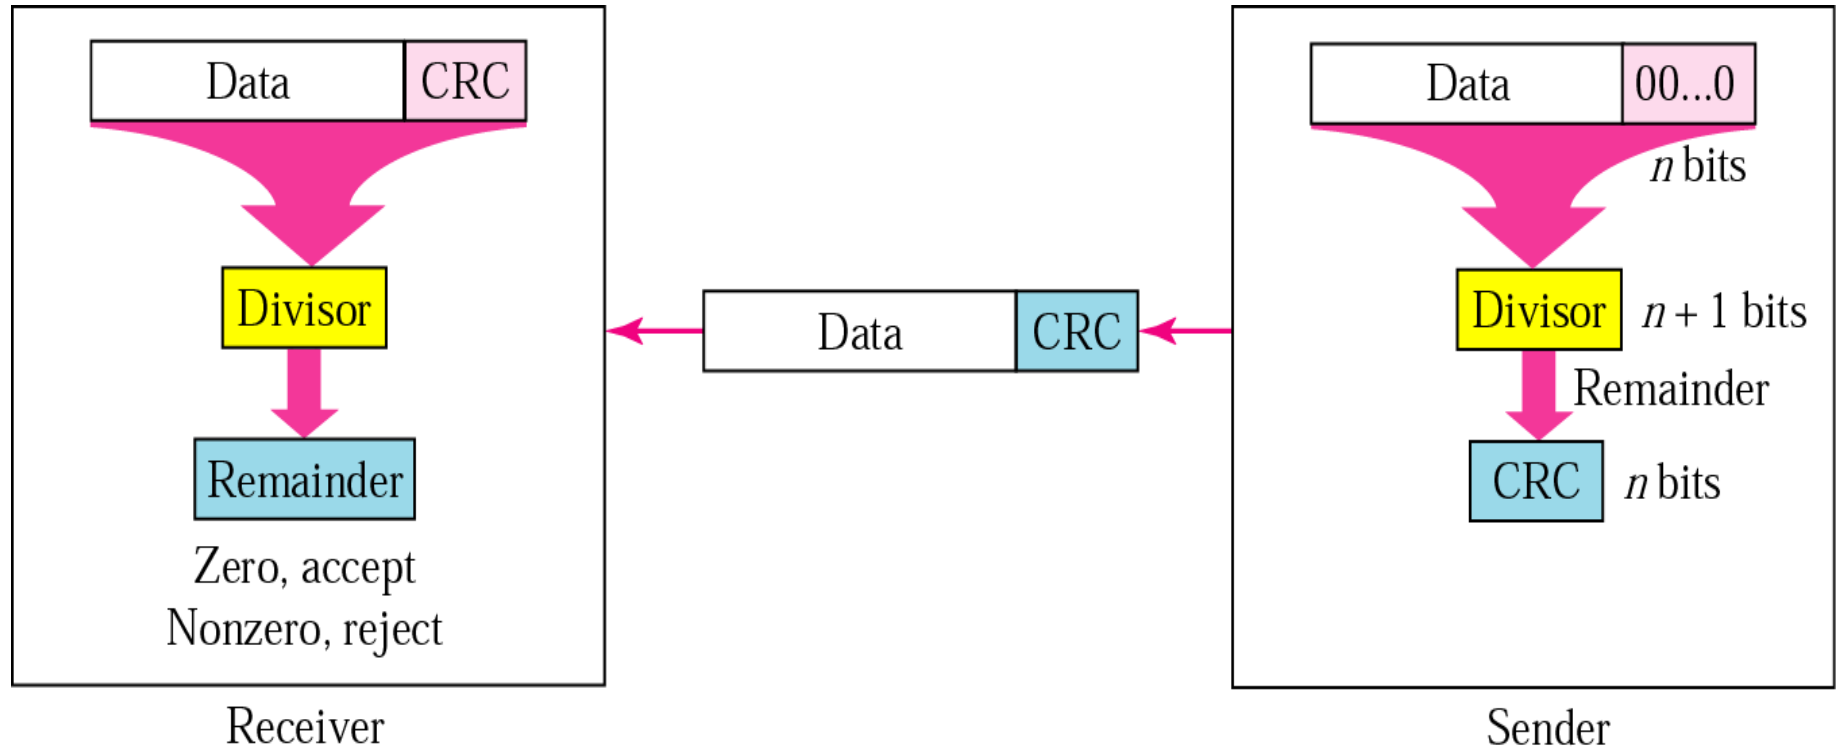 Data CRC
Divisor
Remainder
Zero, accept
Nonzero, reject
Receiver
Data CRC
Data 00...0
n bits
Divisor n + 1 bits
Remainder
CRC n bits
Sender